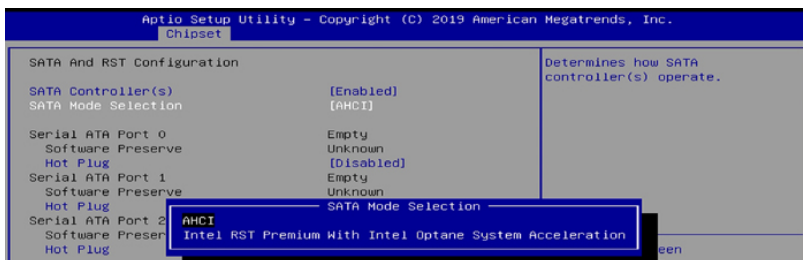 Aptio Setup Utility – Copyright (C) 2019 American Megatrends, Inc.
Chipset
SATA And RST Configuration
SATA Controller(s) [Enabled]
SATA Mode Selection [AHCI]
Serial ATA Port 0 Empty
Software Preserve Unknown
Hot Plug [Disabled]
Serial ATA Port 1 Empty
Software Preserve Unknown
Hot Plug
Serial ATA Port 2
Software Preser
Hot Plug
SATA Mode Selection
AHCI
Intel RST Premium With Intel Optane System Acceleration
Determines how SATA
controller(s) operate.
een